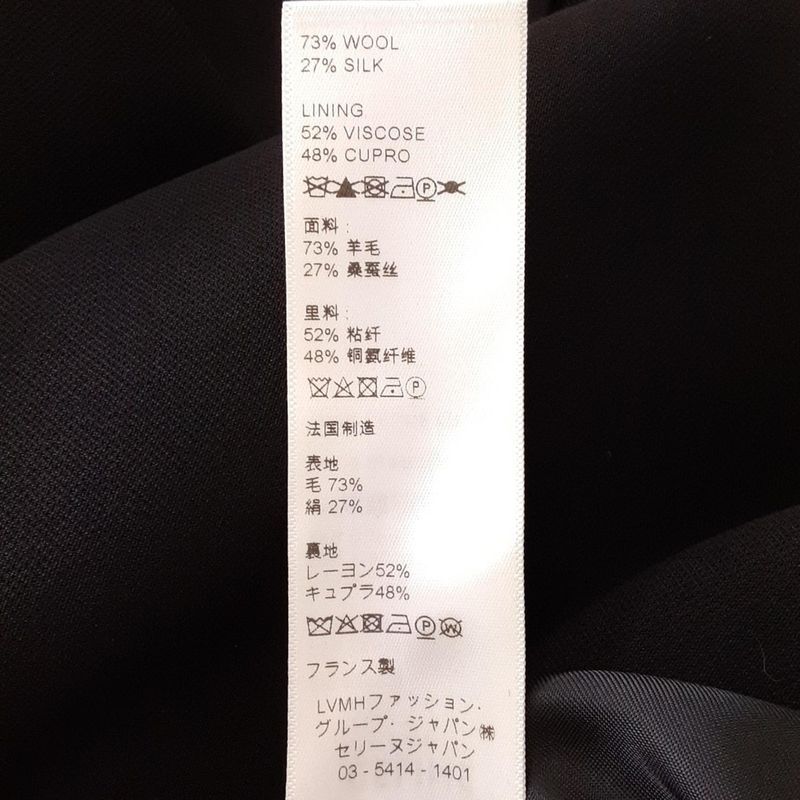 73% WOOL
27% SILK
LINING
52% VISCOSE
48% CUPRO
P
面料：
73% 羊毛
27% 桑蚕丝
里料：
52% 粘纤
48% 铜氨纤维
P
法国制造
表地
毛 73%
絹 27%
裏地
レーヨン52%
キュプラ48%
P W
フランス製
LVMHファッション・
グループ・ジャパン㈱
セリーヌジャパン
03 - 5414 - 1401